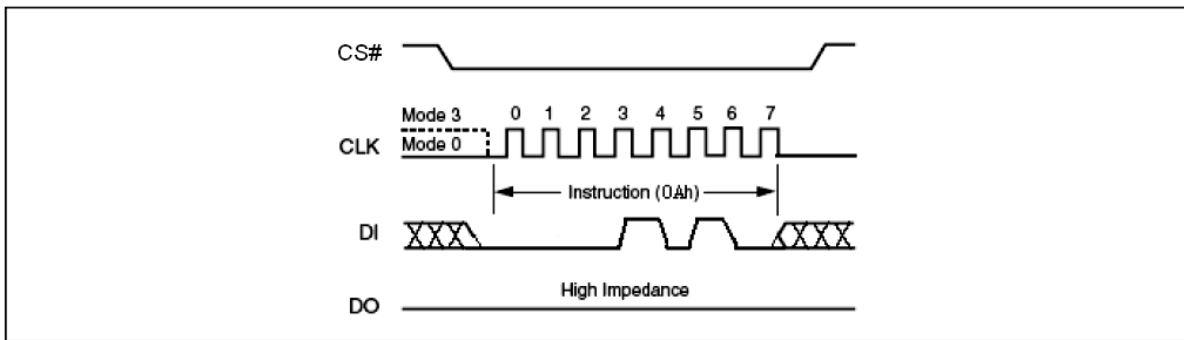 CS#
Mode 3 0 1 2 3 4 5 6 7
CLK Mode 0
Instruction (0Ah)
DI
High Impedance
DO